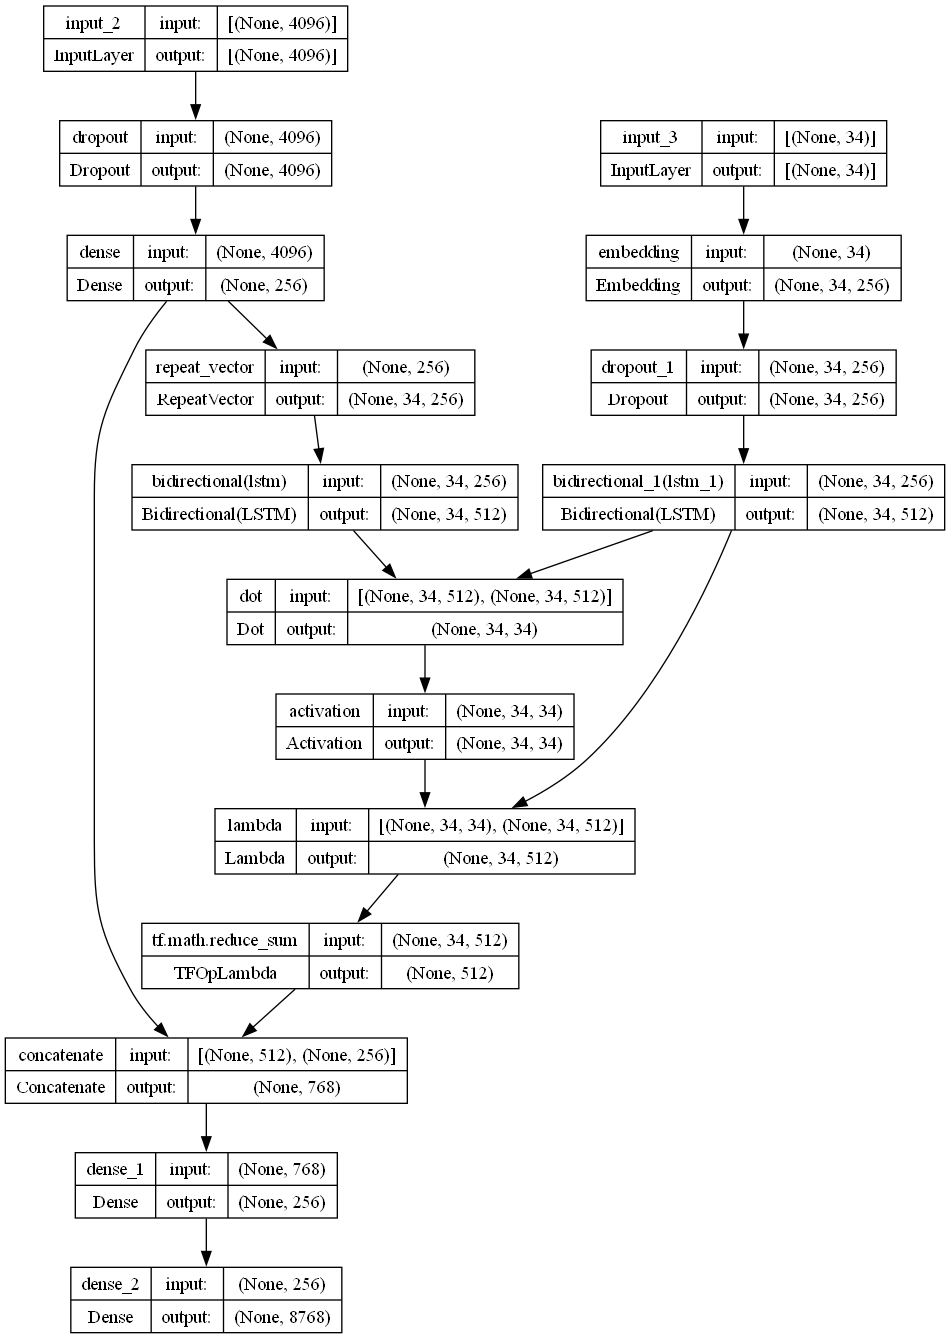 input_2 input: [(None, 4096)]
InputLayer output: [(None, 4096)]
dropout input: (None, 4096)
Dropout output: (None, 4096)
input_3 input: [(None, 34)]
InputLayer output: [(None, 34)]
dense input: (None, 4096)
Dense output: (None, 256)
embedding input: (None, 34)
Embedding output: (None, 34, 256)
repeat_vector input: (None, 256)
RepeatVector output: (None, 34, 256)
dropout_1 input: (None, 34, 256)
Dropout output: (None, 34, 256)
bidirectional(lstm) input: (None, 34, 256)
Bidirectional(LSTM) output: (None, 34, 512)
bidirectional_1(lstm_1) input: (None, 34, 256)
Bidirectional(LSTM) output: (None, 34, 512)
dot input: [(None, 34, 512), (None, 34, 512)]
Dot output: (None, 34, 34)
activation input: (None, 34, 34)
Activation output: (None, 34, 34)
lambda input: [(None, 34, 34), (None, 34, 512)]
Lambda output: (None, 34, 512)
tf.math.reduce_sum input: (None, 34, 512)
TFOpLambda output: (None, 512)
concatenate input: [(None, 512), (None, 256)]
Concatenate output: (None, 768)
dense_1 input: (None, 768)
Dense output: (None, 256)
dense_2 input: (None, 256)
Dense output: (None, 8768)